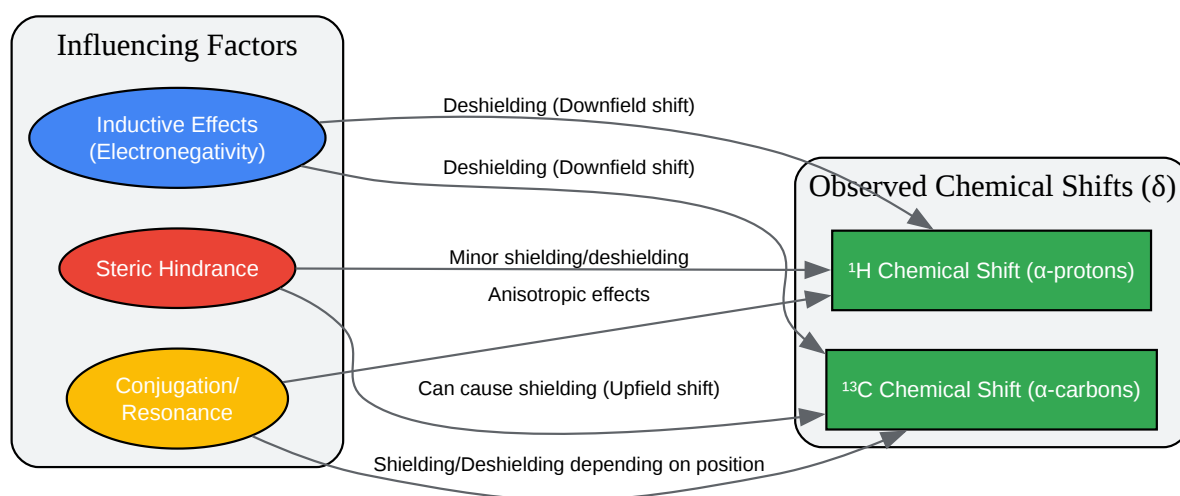 Influencing Factors
Inductive Effects
(Electronegativity)
Steric Hindrance
Conjugation/
Resonance
Deshielding (Downfield shift)
Deshielding (Downfield shift)
Minor shielding/deshielding
Anisotropic effects
Can cause shielding (Upfield shift)
Shielding/Deshielding depending on position
Observed Chemical Shifts (δ)
¹H Chemical Shift (α-protons)
¹³C Chemical Shift (α-carbons)